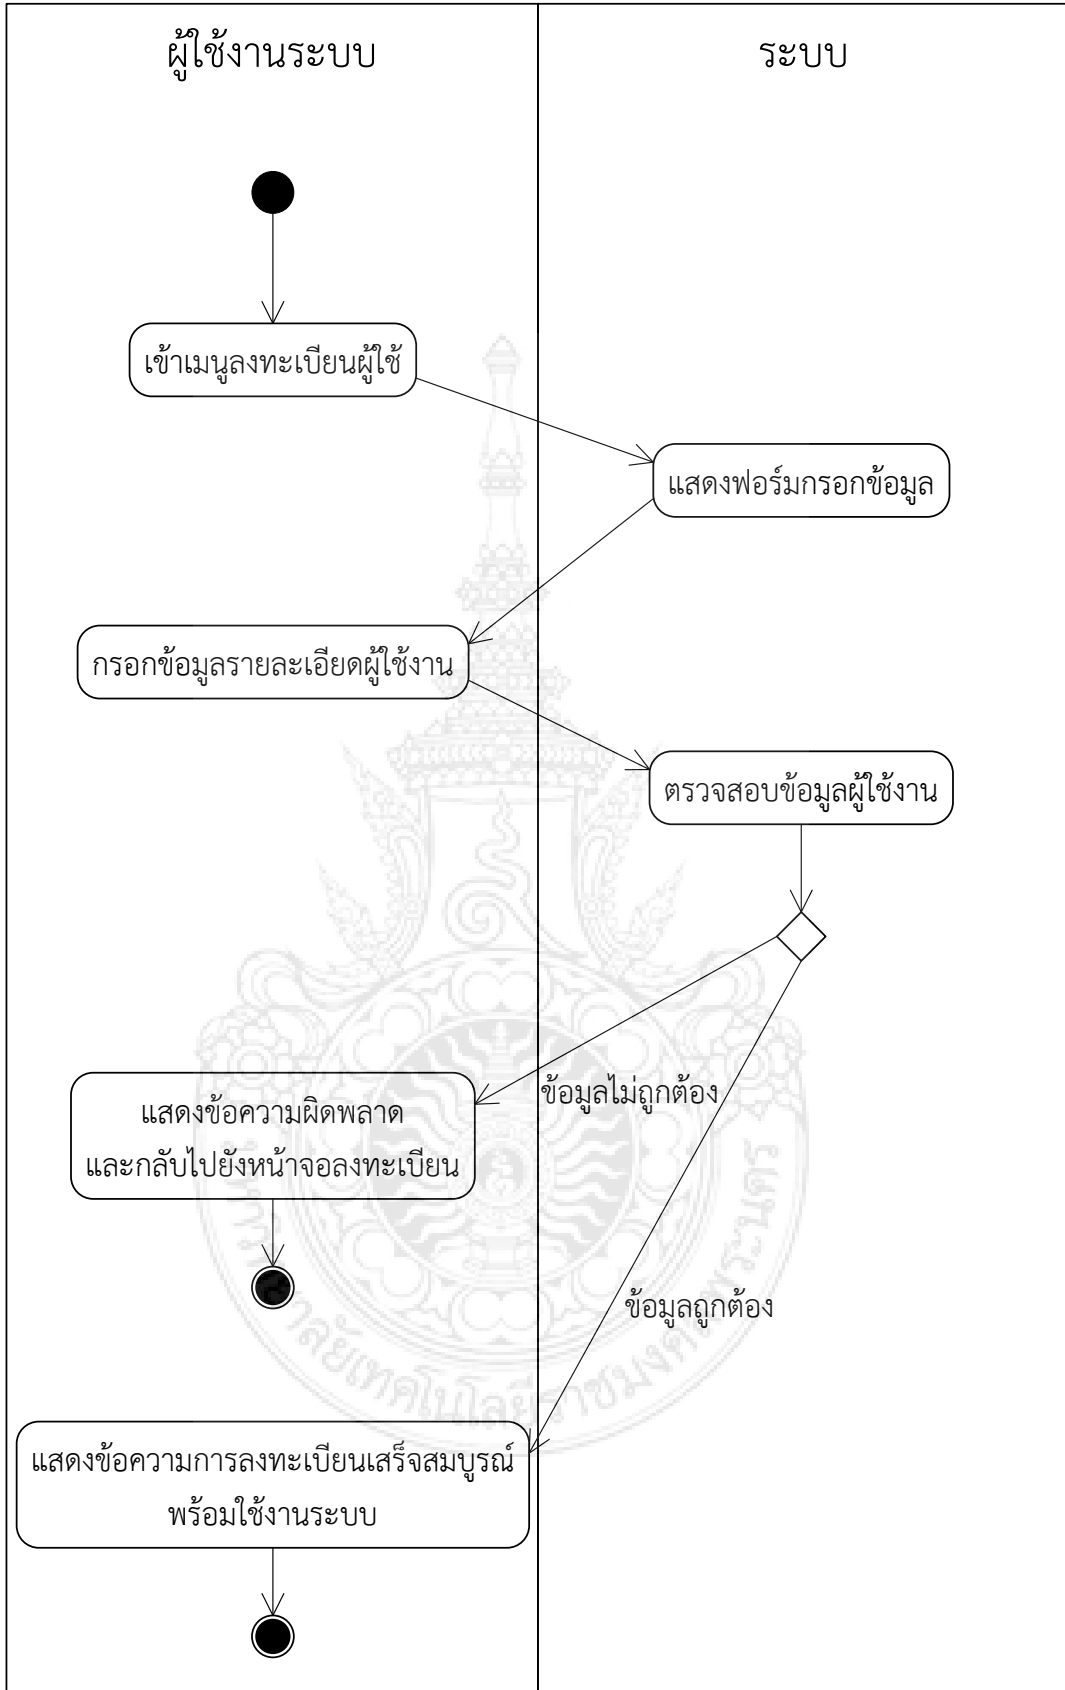 ผู้ใช้งานระบบ
ระบบ
เข้าเมนูลงทะเบียนผู้ใช้
แสดงฟอร์มกรอกข้อมูล
กรอกข้อมูลรายละเอียดผู้ใช้งาน
ตรวจสอบข้อมูลผู้ใช้งาน
ข้อมูลไม่ถูกต้อง
แสดงข้อความผิดพลาด
และกลับไปยังหน้าจอลงทะเบียน
ข้อมูลถูกต้อง
แสดงข้อความการลงทะเบียนเสร็จสมบูรณ์
พร้อมใช้งานระบบ